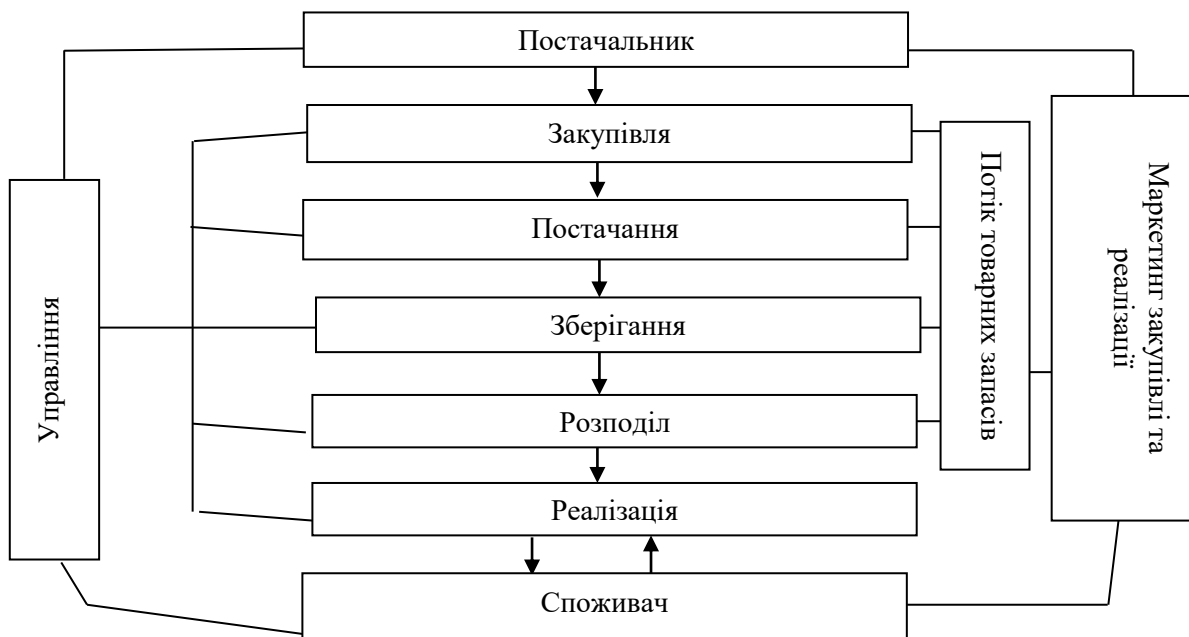 Постачальник
Закупівля
Постачання
Зберігання
Розподіл
Реалізація
Споживач
Управління
Потік товарних запасів
Маркетинг закупівлі та
реалізації